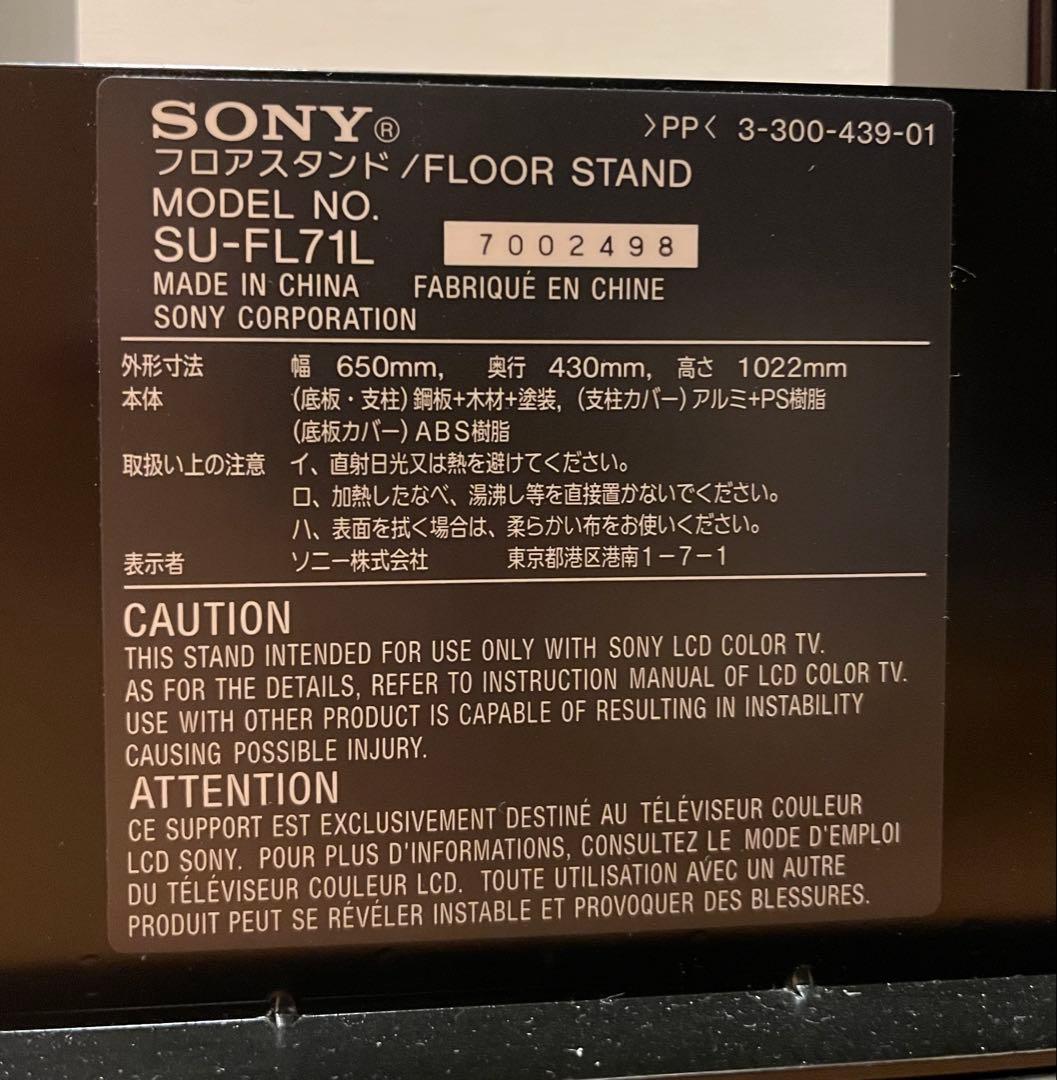 SONY®
>PP< 3-300-439-01
フロアスタンド/FLOOR STAND
MODEL NO.
SU-FL71L 7002498
MADE IN CHINA FABRIQUÉ EN CHINE
SONY CORPORATION
外形寸法 幅 650mm, 奥行 430mm, 高さ 1022mm
本体 (底板・支柱)鋼板+木材+塗装, (支柱カバー)アルミ+PS樹脂
(底板カバー)ABS樹脂
取扱い上の注意 イ、直射日光又は熱を避けてください。
ロ、加熱したなべ、湯沸し等を直接置かないでください。
ハ、表面を拭く場合は、柔らかい布をお使いください。
表示者 ソニー株式会社 東京都港区港南1-7-1
CAUTION
THIS STAND INTENDED FOR USE ONLY WITH SONY LCD COLOR TV.
AS FOR THE DETAILS, REFER TO INSTRUCTION MANUAL OF LCD COLOR TV.
USE WITH OTHER PRODUCT IS CAPABLE OF RESULTING IN INSTABILITY
CAUSING POSSIBLE INJURY.
ATTENTION
CE SUPPORT EST EXCLUSIVEMENT DESTINÉ AU TÉLÉVISEUR COULEUR
LCD SONY. POUR PLUS D'INFORMATIONS, CONSULTEZ LE MODE D'EMPLOI
DU TÉLÉVISEUR COULEUR LCD. TOUTE UTILISATION AVEC UN AUTRE
PRODUIT PEUT SE RÉVÉLER INSTABLE ET PROVOQUER DES BLESSURES.